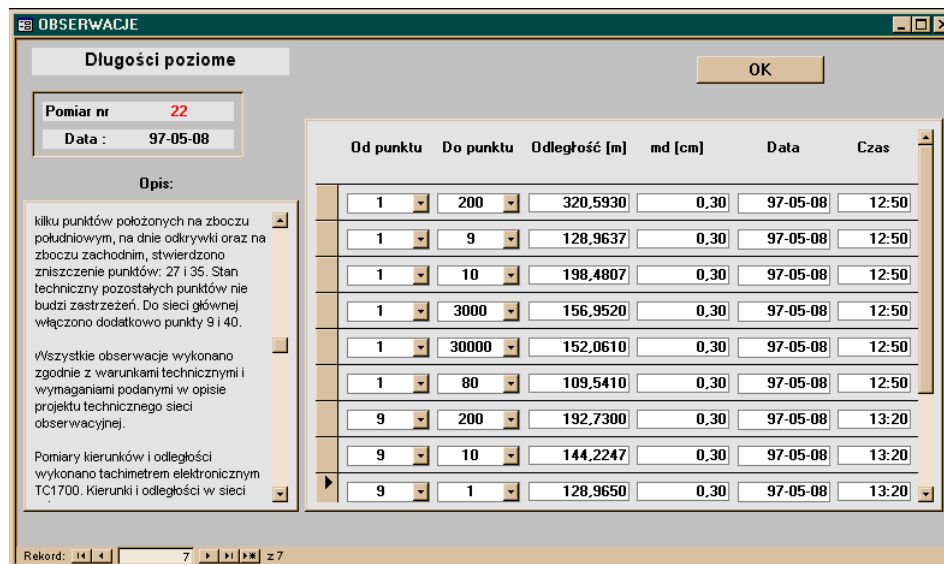 OBSERWACJE
Długości poziome
OK
Pomiar nr 22
Data : 97-05-08
Opis:
kilku punktów położonych na zboczu
południowym, na dnie odkrywki oraz na
zboczu zachodnim, stwierdzono
zniszczenie punktów: 27 i 35. Stan
techniczny pozostałych punktów nie
budzi zastrzeżeń. Do sieci głównej
włączono dodatkowo punkty 9 i 40.
Wszystkie obserwacje wykonano
zgodnie z warunkami technicznymi i
wymaganiami podanymi w opisie
projektu technicznego sieci
obserwacyjnej.
Pomiary kierunków i odległości
wykonano tachimetrem elektronicznym
TC1700. Kierunki i odległości w sieci
Od punktu Do punktu Odległość [m] md [cm] Data Czas
1 200 320,5930 0,30 97-05-08 12:50
1 9 128,9637 0,30 97-05-08 12:50
1 10 198,4807 0,30 97-05-08 12:50
1 3000 156,9520 0,30 97-05-08 12:50
1 30000 152,0610 0,30 97-05-08 12:50
1 80 109,5410 0,30 97-05-08 12:50
9 200 192,7300 0,30 97-05-08 13:20
9 10 144,2247 0,30 97-05-08 13:20
9 1 128,9650 0,30 97-05-08 13:20
Rekord: 7 z 7